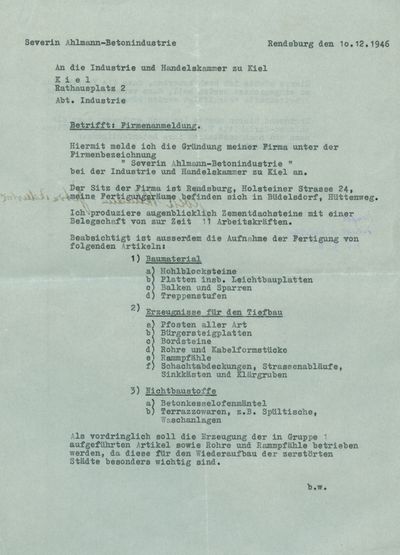 Severin Ahlmann-Betonindustrie Rendsburg den 10.12.1946
An die Industrie und Handelskammer zu Kiel
K i e l
Rathausplatz 2
Abt. Industrie
Betrifft: Firmenanmeldung.
Hiermit melde ich die Gründung meiner Firma unter der
Firmenbezeichnung
" Severin Ahlmann-Betonindustrie "
bei der Industrie und Handelskammer zu Kiel an.
Der Sitz der Firma ist Rendsburg, Holsteiner Strasse 24,
meine Fertigungsräume befinden sich in Büdelsdorf, Hüttenweg.
Ich produziere augenblicklich Zementdachsteine mit einer
Belegschaft von zur Zeit 11 Arbeitskräften.
Beabsichtigt ist ausserdem die Aufnahme der Fertigung von
folgenden Artikeln:
1) Baumaterial
a) Hohlblocksteine
b) Platten insb. Leichtbauplatten
c) Balken und Sparren
d) Treppenstufen
2) Erzeugnisse für den Tiefbau
a) Pfosten aller Art
b) Bürgersteigplatten
c) Bordsteine
d) Rohre und Kabelformstücke
e) Rammpfähle
f) Schachtabdeckungen, Strassenabläufe,
Sinkkästen und Klärgruben
3) Nichtbaustoffe
a) Betonkesselofenmäntel
b) Terrazzowaren, z.B. Spültische,
Waschanlagen
Als vordringlich soll die Erzeugung der in Gruppe 1
aufgeführten Artikel sowie Rohre und Rammpfähle betrieben
werden, da diese für den Wiederaufbau der zerstörten
Städte besonders wichtig sind.
b.w.